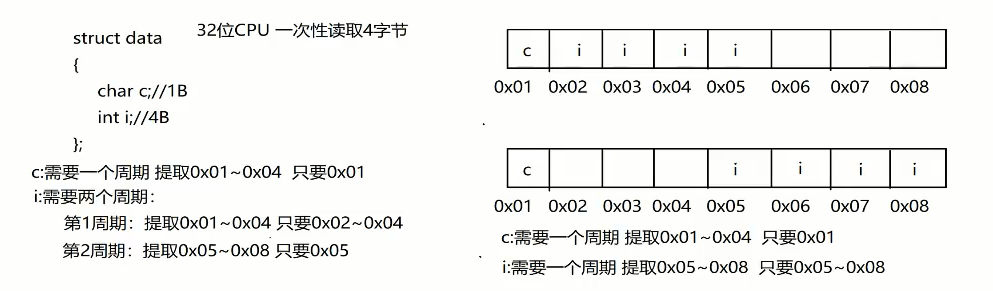 struct data
32位CPU 一次性读取4字节
{
char c;//1B
int i;//4B
};
c:需要一个周期 提取0x01~0x04 只要0x01
i:需要两个周期：
第1周期：提取0x01~0x04 只要0x02~0x04
第2周期：提取0x05~0x08 只要0x05
c i i i i
0x01 0x02 0x03 0x04 0x05 0x06 0x07 0x08
c i i i i
0x01 0x02 0x03 0x04 0x05 0x06 0x07 0x08
c:需要一个周期 提取0x01~0x04 只要0x01
i:需要一个周期 提取0x05~0x08 只要0x05~0x08